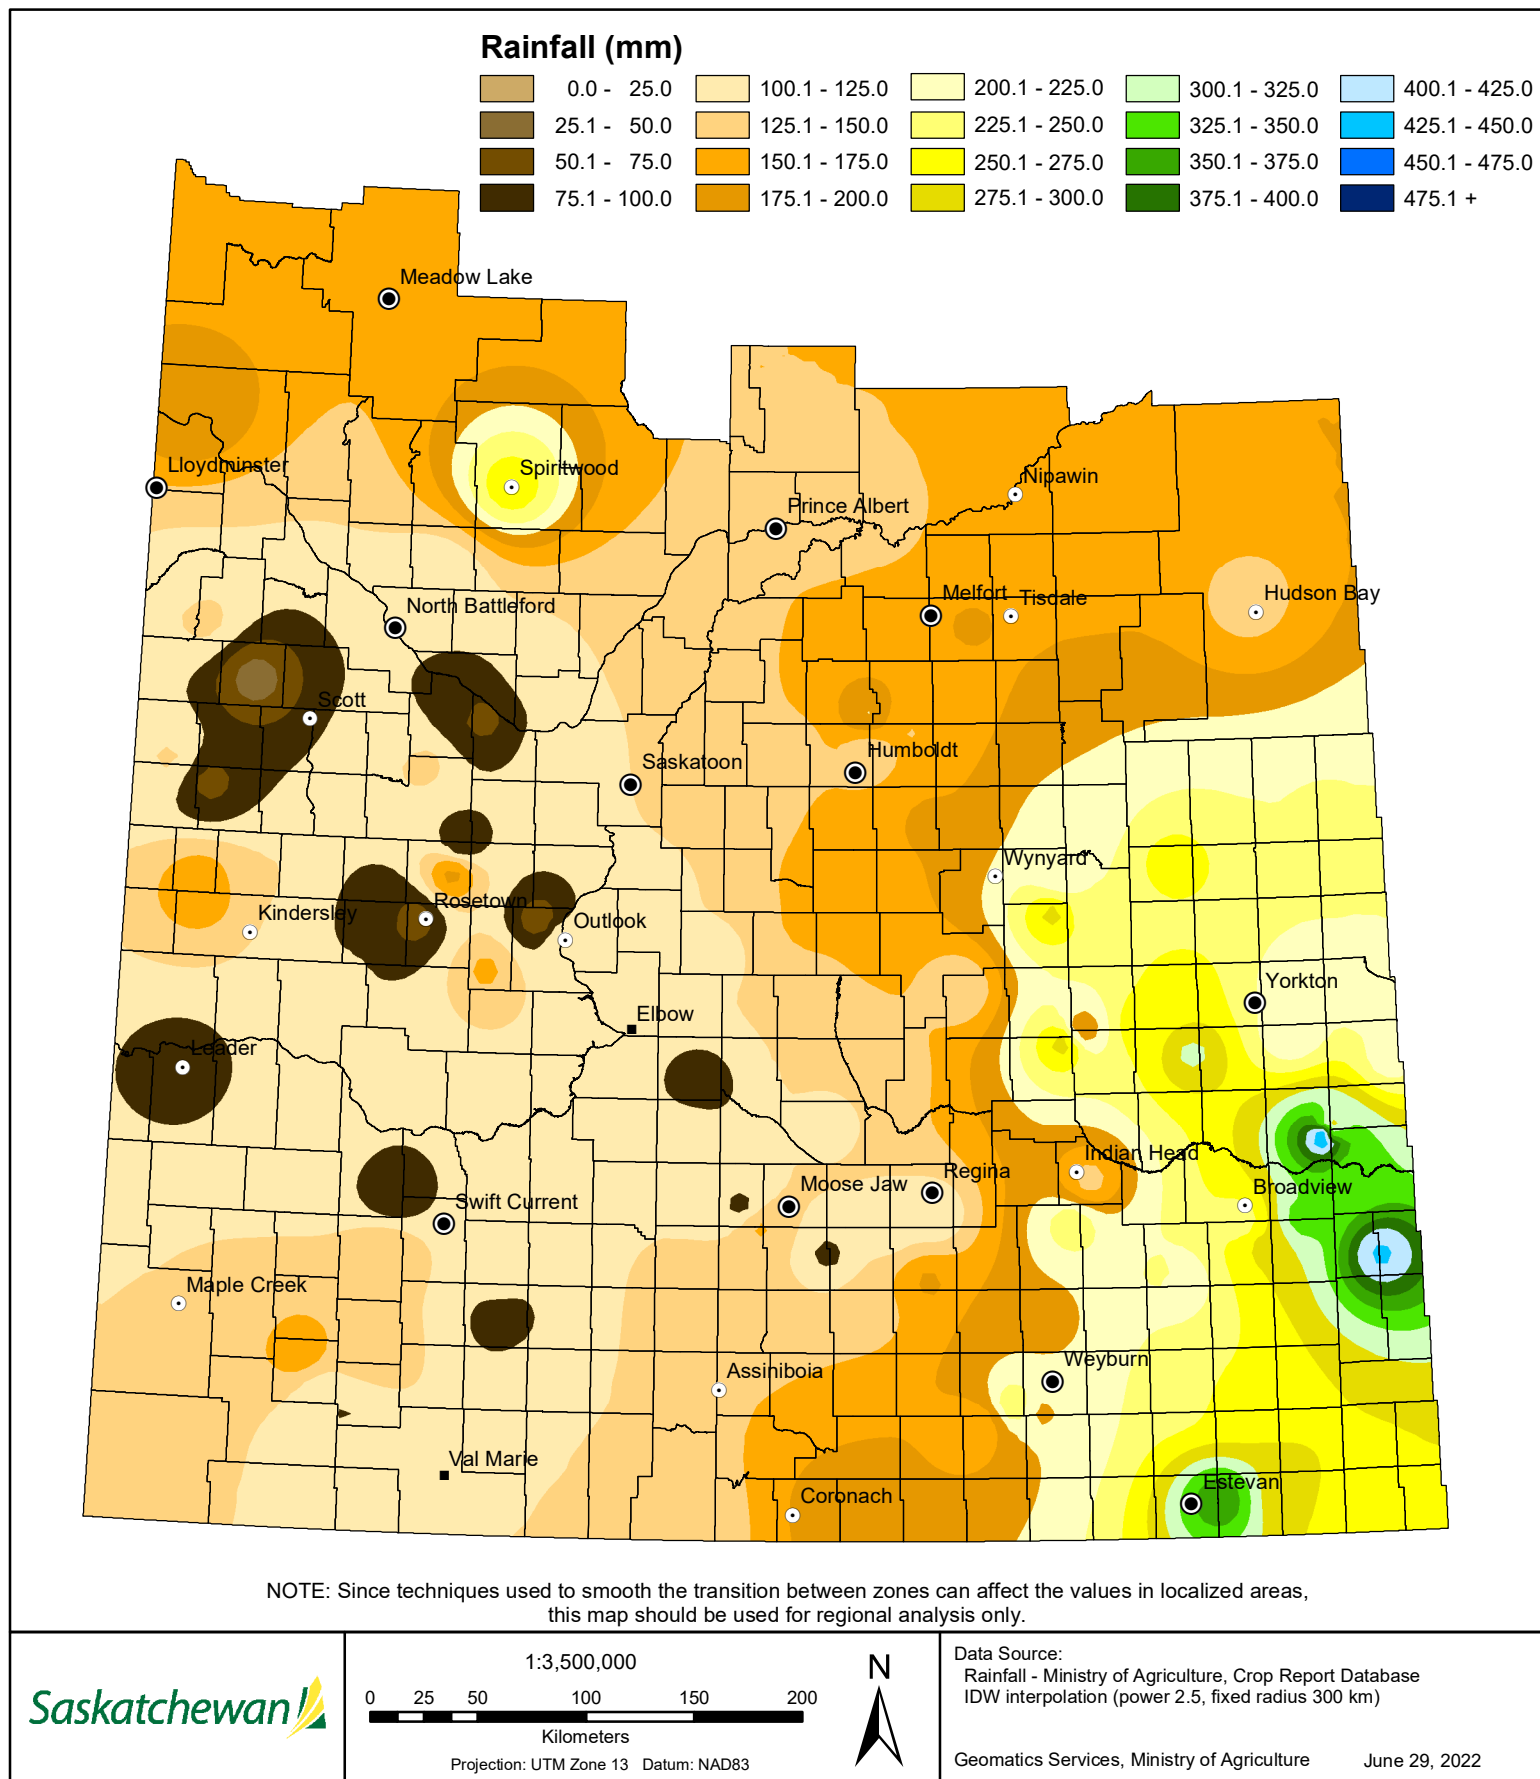 Rainfall (mm)
0.0 - 25.0
25.1 - 50.0
50.1 - 75.0
75.1 - 100.0
100.1 - 125.0
125.1 - 150.0
150.1 - 175.0
175.1 - 200.0
200.1 - 225.0
225.1 - 250.0
250.1 - 275.0
275.1 - 300.0
300.1 - 325.0
325.1 - 350.0
350.1 - 375.0
375.1 - 400.0
400.1 - 425.0
425.1 - 450.0
450.1 - 475.0
475.1 +
Meadow Lake
Lloydminster
Spiritwood
Nipawin
Prince Albert
North Battleford
Melfort
Tisdale
Hudson Bay
Scott
Saskatoon
Humboldt
Wynyard
Kindersley
Rosetown
Outlook
Yorkton
Elbow
Leader
Indian Head
Regina
Moose Jaw
Broadview
Swift Current
Maple Creek
Weyburn
Assiniboia
Val Marie
Estevan
Coronach
NOTE: Since techniques used to smooth the transition between zones can affect the values in localized areas,
this map should be used for regional analysis only.
Saskatchewan
1:3,500,000
0 25 50 100 150 200
Kilometers
Projection: UTM Zone 13 Datum: NAD83
N
Data Source:
Rainfall - Ministry of Agriculture, Crop Report Database
IDW interpolation (power 2.5, fixed radius 300 km)
Geomatics Services, Ministry of Agriculture June 29, 2022